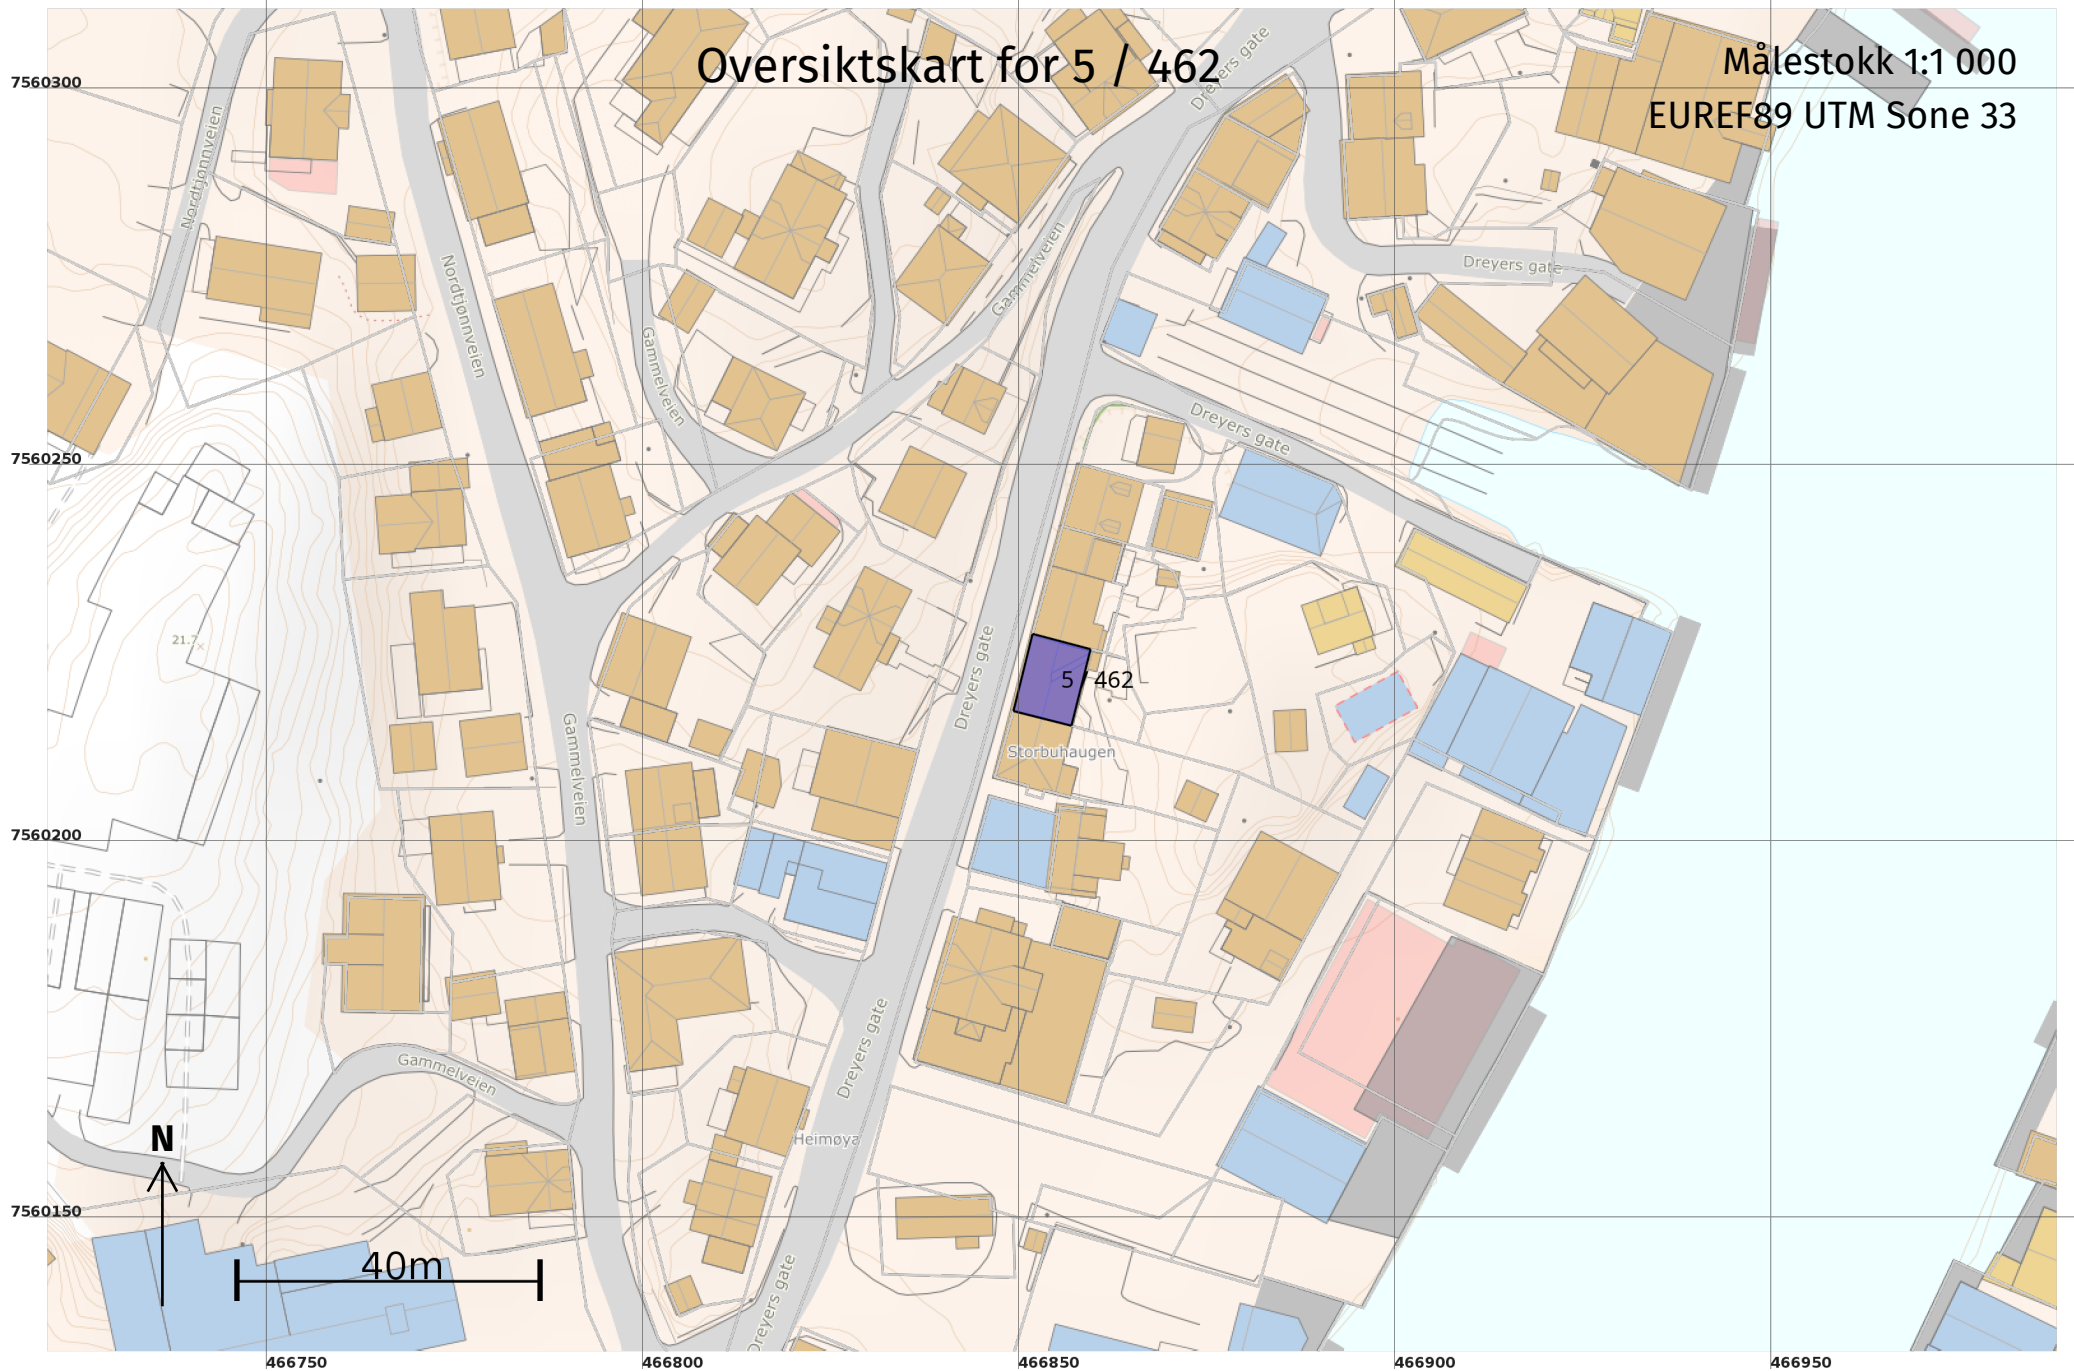 Oversiktskart for 5 / 462
Målestokk 1:1 000
EUREF89 UTM Sone 33
7560300
7560250
7560200
7560150
466750
466800
466850
466900
466950
Nordtjønnveien
Nordtjønnveien
Gammelveien
Gammelveien
Gammelveien
Gammelveien
Dreyers gate
Dreyers gate
Dreyers gate
Dreyers gate
Dreyers gate
Dreyers gate
5 / 462
Storbuhaugen
Heimøya
21.7
N
40m